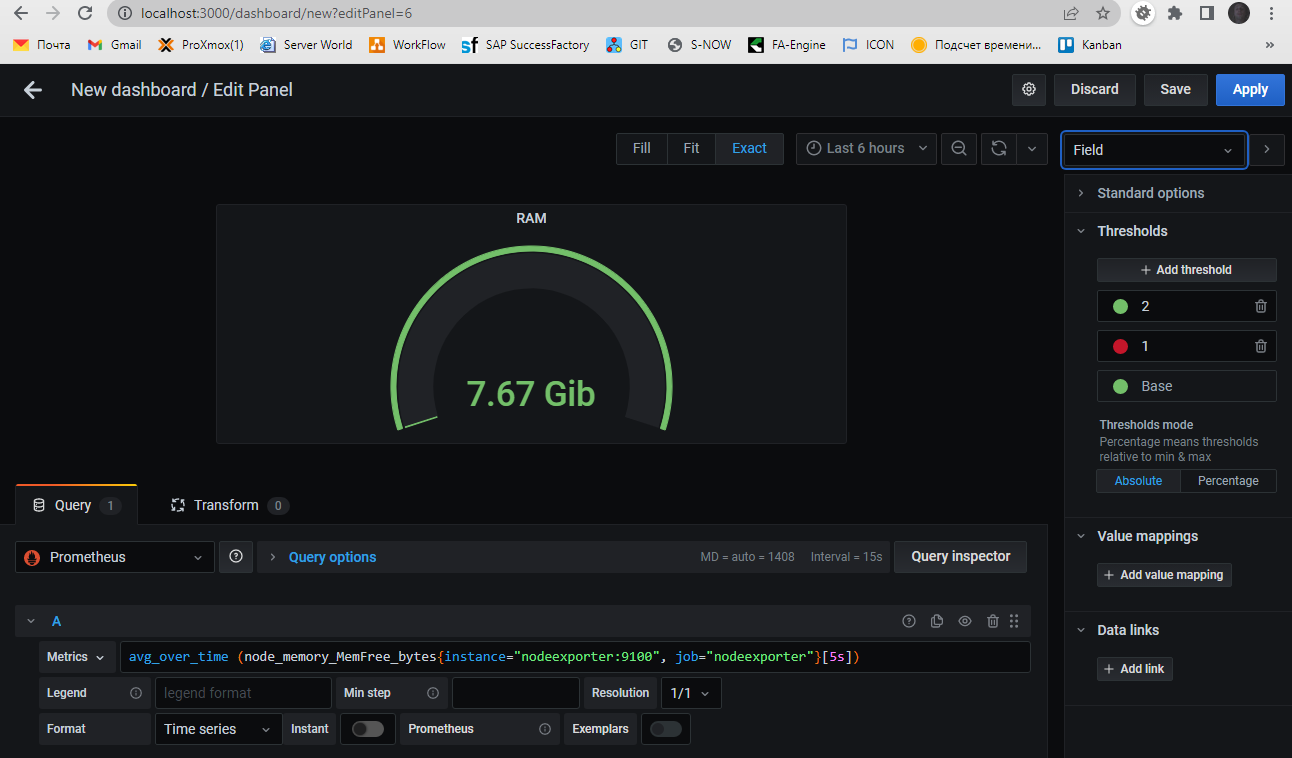 localhost:3000/dashboard/new?editPanel=6
Почта Gmail ProXmox(1) Server World WorkFlow SAP SuccessFactory GIT S-NOW FA-Engine ICON Подсчет времени... Kanban »
New dashboard / Edit Panel
Discard Save Apply
Fill Fit Exact Last 6 hours
Field
Standard options
RAM
7.67 Gib
Thresholds
+ Add threshold
2
1
Base
Thresholds mode
Percentage means thresholds
relative to min & max
Absolute Percentage
Value mappings
+ Add value mapping
Data links
+ Add link
Query 1 Transform 0
Prometheus Query options MD = auto = 1408 Interval = 15s Query inspector
A
Metrics avg_over_time (node_memory_MemFree_bytes{instance="nodeexporter:9100", job="nodeexporter"}[5s])
Legend legend format Min step Resolution 1/1
Format Time series Instant Prometheus Exemplars